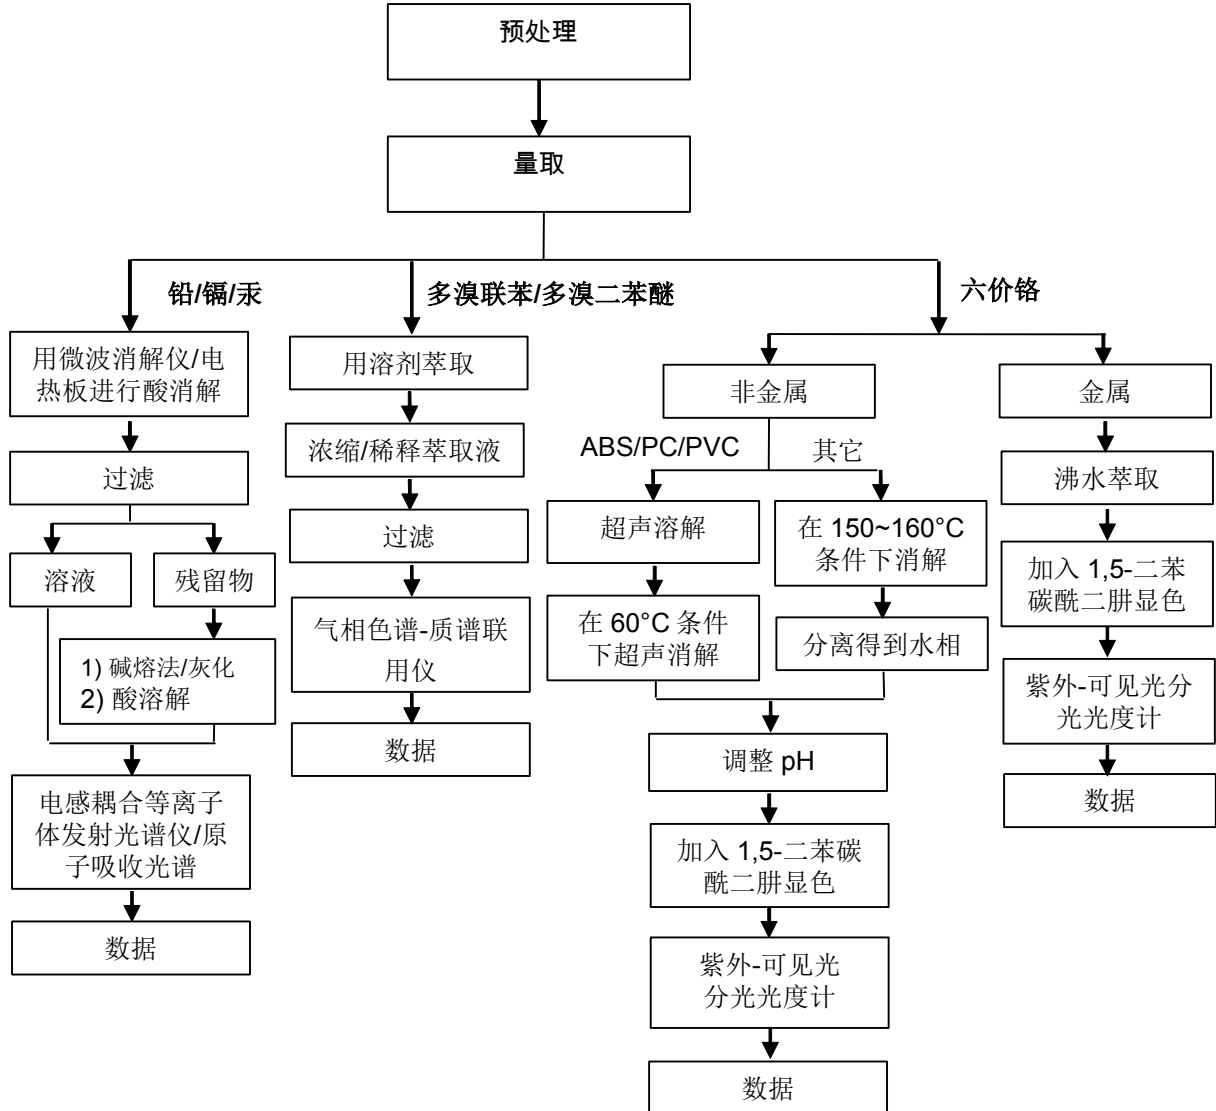 预处理
量取
铅/镉/汞
多溴联苯/多溴二苯醚
六价铬
用微波消解仪/电
热板进行酸消解
过滤
溶液
残留物
1) 碱熔法/灰化
2) 酸溶解
电感耦合等离子
体发射光谱仪/原
子吸收光谱
数据
用溶剂萃取
浓缩/稀释萃取液
过滤
气相色谱-质谱联
用仪
数据
非金属
ABS/PC/PVC
其它
超声溶解
在 60°C 条件
下超声消解
在 150~160°C
条件下消解
分离得到水相
调整 pH
加入 1,5-二苯碳
酰二肼显色
紫外-可见光
分光光度计
数据
金属
沸水萃取
加入 1,5-二苯
碳酰二肼显色
紫外-可见光分
光光度计
数据